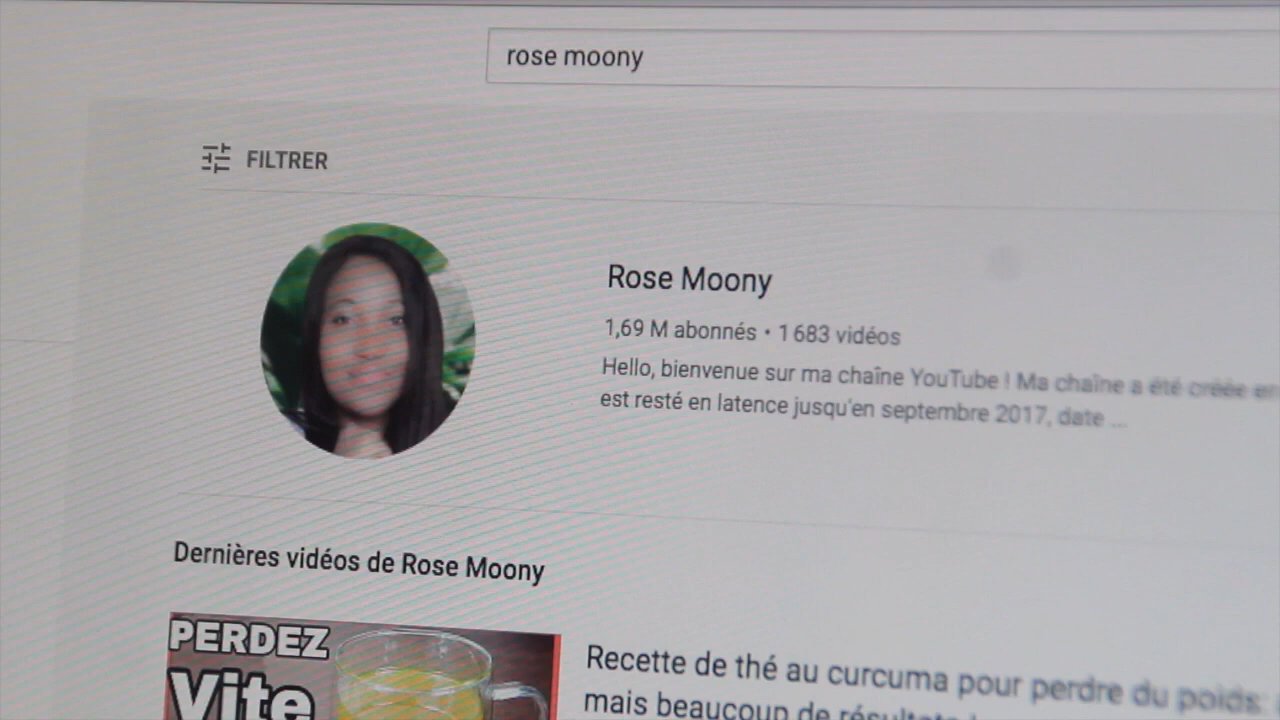 rose moony
FILTRER
Rose Moony
1,69 M abonnés • 1 683 vidéos
Hello, bienvenue sur ma chaîne YouTube ! Ma chaîne a été créée en
est resté en latence jusqu'en septembre 2017, date ...
Dernières vidéos de Rose Moony
PERDEZ
Vite
Recette de thé au curcuma pour perdre du poids:
mais beaucoup de résultats